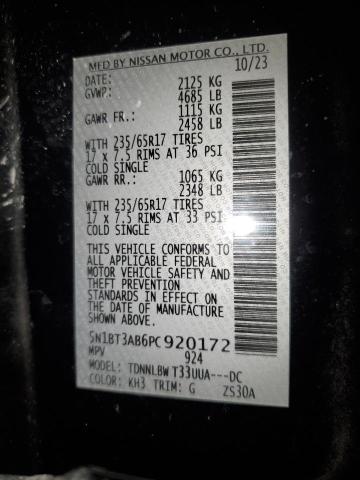 MFD BY NISSAN MOTOR CO., LTD.
DATE: 10/23
GVWR: 2125 KG
4685 LB
GAWR FR.: 1115 KG
2458 LB
WITH 235/65R17 TIRES
17 x 7.5 RIMS AT 36 PSI
COLD SINGLE
GAWR RR.: 1065 KG
2348 LB
WITH 235/65R17 TIRES
17 x 7.5 RIMS AT 33 PSI
COLD SINGLE
THIS VEHICLE CONFORMS TO
ALL APPLICABLE FEDERAL
MOTOR VEHICLE SAFETY AND
THEFT PREVENTION
STANDARDS IN EFFECT ON
THE DATE OF MANUFACTURE
SHOWN ABOVE.
5N1BT3AB6PC920172
MPV 924
TDNNLBW T33UUA---DC
COLOR: KH3 TRIM: G ZS30A